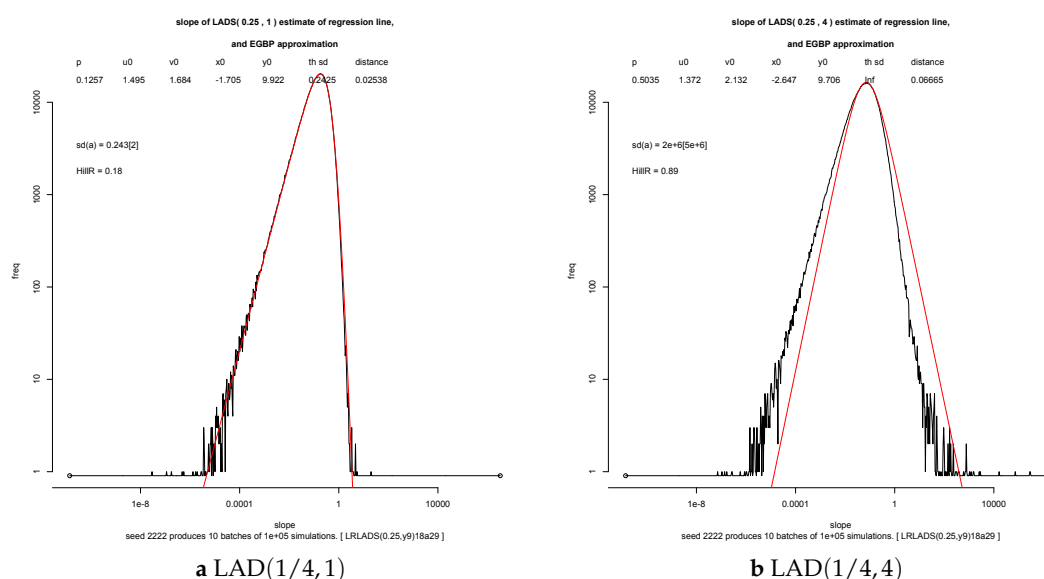 slope of LADS( 0.25 , 1 ) estimate of regression line,
and EGBP approximation
p u0 v0 x0 y0 th sd distance
0.1257 1.495 1.684 -1.705 9.922 0.2425 0.02538
10000
sd(a) = 0.243[2]
HillR = 0.18
1000
freq
100
10
1
1e-8 0.0001 1 10000
slope
seed 2222 produces 10 batches of 1e+05 simulations. [ LRLADS(0.25,y9)18a29 ]
a LAD(1/4, 1)
slope of LADS( 0.25 , 4 ) estimate of regression line,
and EGBP approximation
p u0 v0 x0 y0 th sd distance
0.5035 1.372 2.132 -2.647 9.706 Inf 0.06665
10000
sd(a) = 2e+6[5e+6]
HillR = 0.89
1000
freq
100
10
1
1e-8 0.0001 1 10000
slope
seed 2222 produces 10 batches of 1e+05 simulations. [ LRLADS(0.25,y9)18a29 ]
b LAD(1/4, 4)